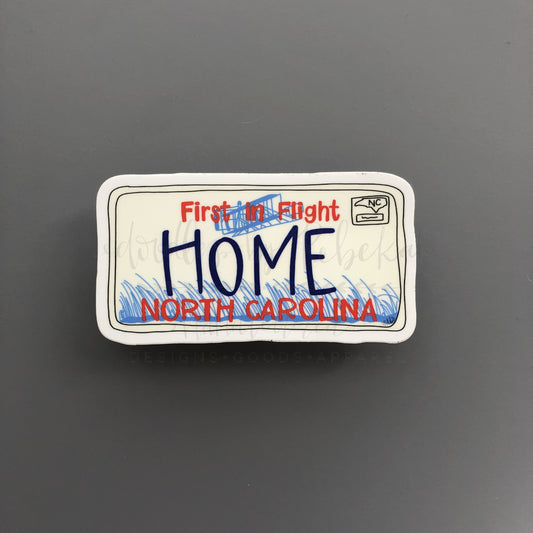 First in Flight
NC
HOME
NORTH CAROLINA
DESIGNS•GOODS•APPAREL